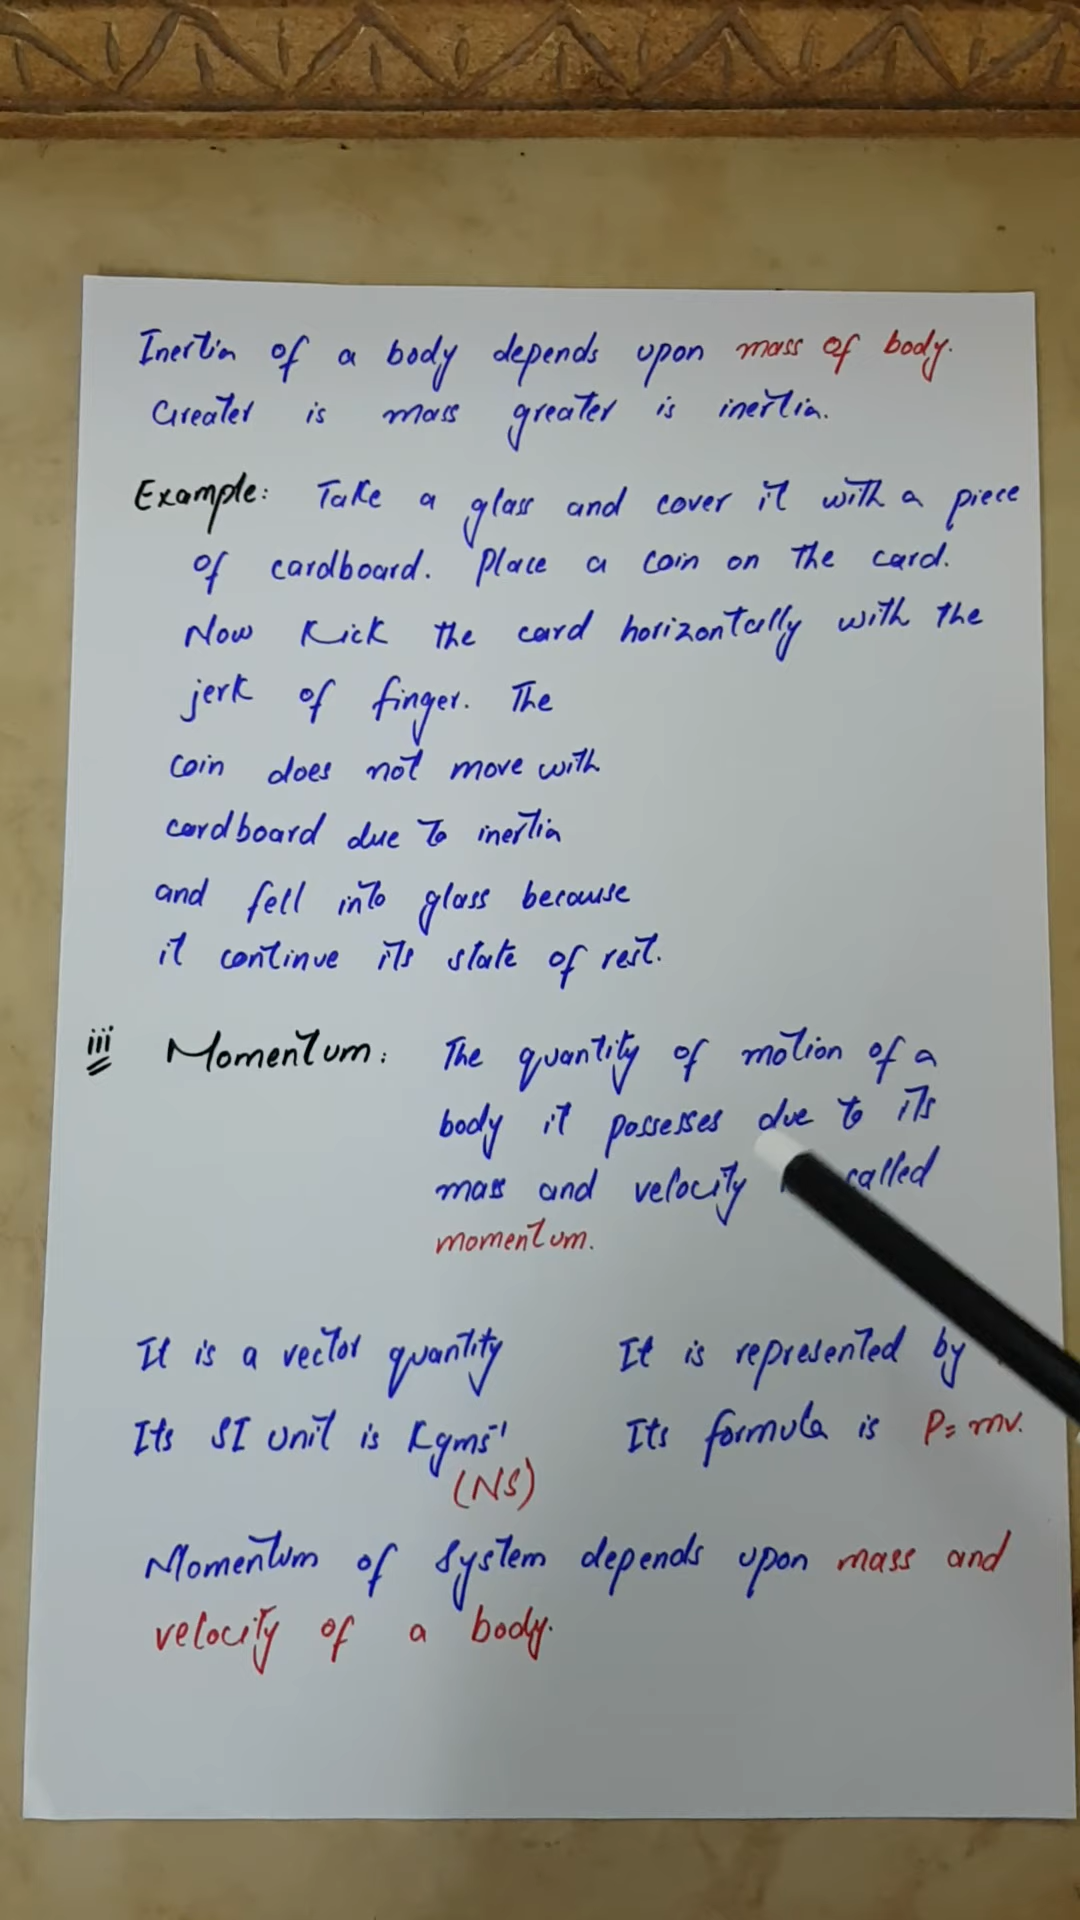 Inertia of a body depends upon mass of body.
Greater is mass greater is inertia.
Example: Take a glass and cover it with a piece
of cardboard. Place a coin on the card.
Now Kick the card horizontally with the
jerk of finger. The
coin does not move with
cardboard due to inertia
and fell into glass because
it continue its state of rest.
iii Momentum: The quantity of motion of a
body it possesses due to its
mass and velocity called
momentum.
It is a vector quantity It is represented by
Its SI unit is Kgms⁻¹ Its formula is P= mv.
(NS)
Momentum of System depends upon mass and
velocity of a body.